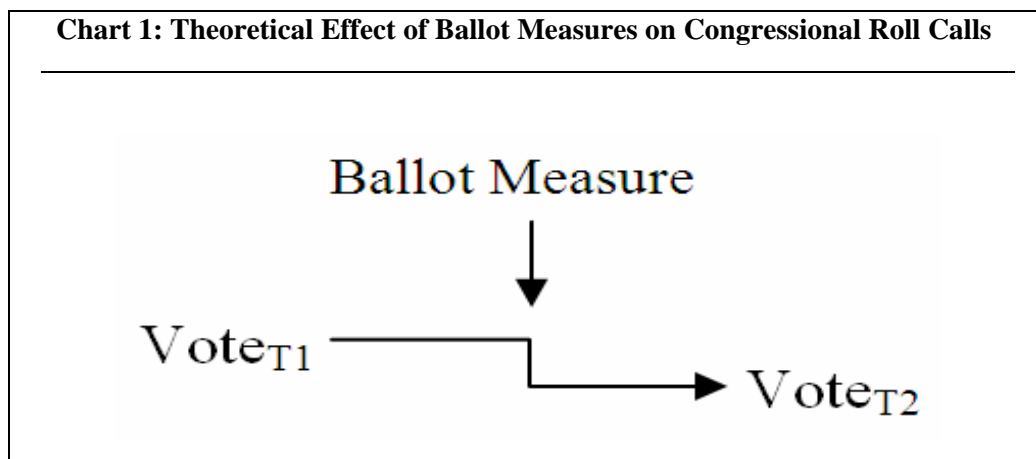 Chart 1: Theoretical Effect of Ballot Measures on Congressional Roll Calls
Ballot Measure
VoteT1
VoteT2